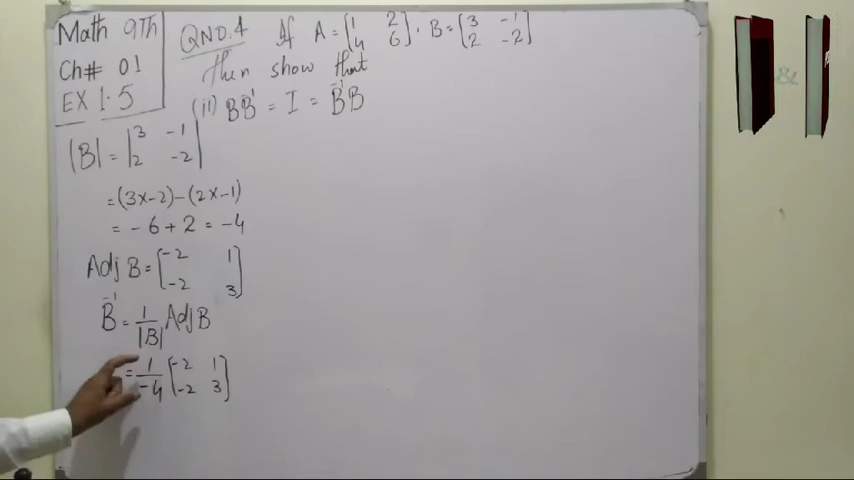 Math 9Th
Ch# 01
EX 1.5
QNO.4 If A = [1 2 4 6] . B = [3 -1 2 -2]
Then show that
(ii) BB⁻¹ = I = B⁻¹B
|B| = |3 -1 2 -2|
= (3x-2)-(2x-1)
= -6+2 = -4
Adj B = [-2 1 -2 3]
B⁻¹ = 1/|B| Adj B
= 1/-4 [-2 1 -2 3]